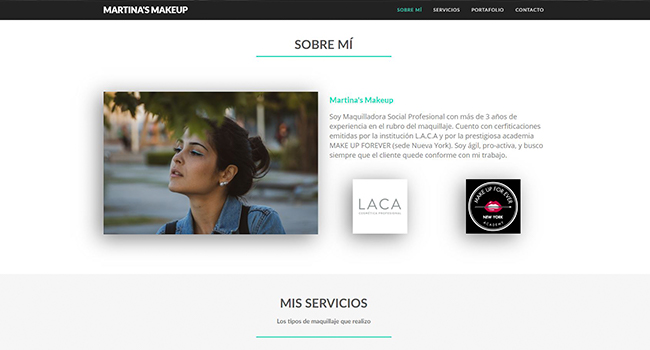 MARTINA'S MAKEUP
SOBRE MÍ
SERVICIOS
PORTAFOLIO
CONTACTO
SOBRE MÍ
Martina's Makeup
Soy Maquilladora Social Profesional con más de 3 años de
experiencia en el rubro del maquillaje. Cuento con cerfiticaciones
emitidas por la institución L.A.C.A y por la prestigiosa academia
MAKE UP FOREVER (sede Nueva York). Soy ágil, pro-activa, y busco
siempre que el cliente quede conforme con mi trabajo.
LACA
COSMÉTICA PROFESIONAL
MAKE UP FOR EVER
NEW YORK
ACADEMY
MIS SERVICIOS
Los tipos de maquillaje que realizo